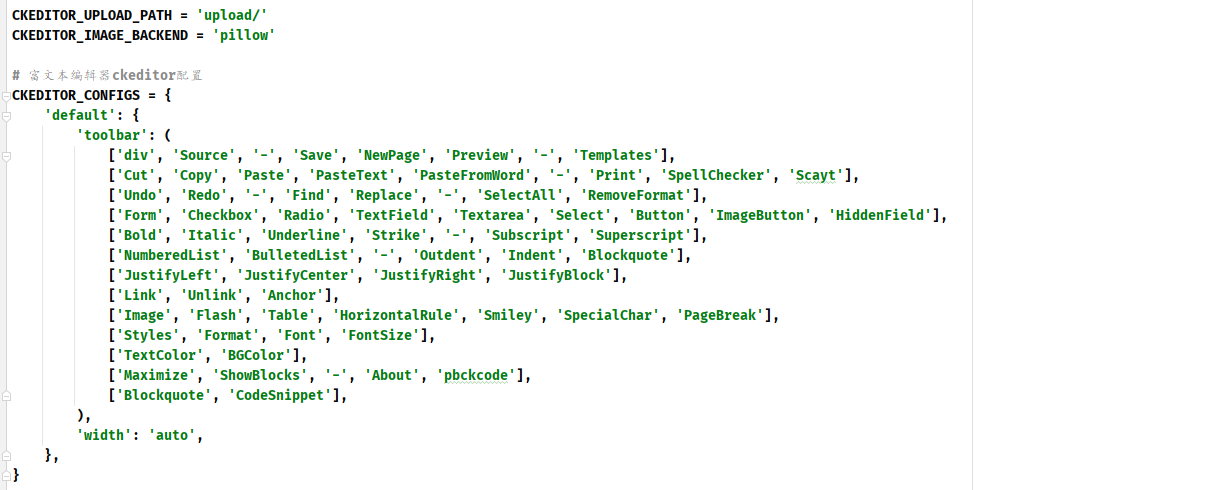 CKEDITOR_UPLOAD_PATH = 'upload/'
CKEDITOR_IMAGE_BACKEND = 'pillow'
# 富文本编辑器ckeditor配置
CKEDITOR_CONFIGS = {
    'default': {
        'toolbar': (
            ['div', 'Source', '-', 'Save', 'NewPage', 'Preview', '-', 'Templates'],
            ['Cut', 'Copy', 'Paste', 'PasteText', 'PasteFromWord', '-', 'Print', 'SpellChecker', 'Scayt'],
            ['Undo', 'Redo', '-', 'Find', 'Replace', '-', 'SelectAll', 'RemoveFormat'],
            ['Form', 'Checkbox', 'Radio', 'TextField', 'Textarea', 'Select', 'Button', 'ImageButton', 'HiddenField'],
            ['Bold', 'Italic', 'Underline', 'Strike', '-', 'Subscript', 'Superscript'],
            ['NumberedList', 'BulletedList', '-', 'Outdent', 'Indent', 'Blockquote'],
            ['JustifyLeft', 'JustifyCenter', 'JustifyRight', 'JustifyBlock'],
            ['Link', 'Unlink', 'Anchor'],
            ['Image', 'Flash', 'Table', 'HorizontalRule', 'Smiley', 'SpecialChar', 'PageBreak'],
            ['Styles', 'Format', 'Font', 'FontSize'],
            ['TextColor', 'BGColor'],
            ['Maximize', 'ShowBlocks', '-', 'About', 'pbckcode'],
            ['Blockquote', 'CodeSnippet'],
        ),
        'width': 'auto',
    },
}